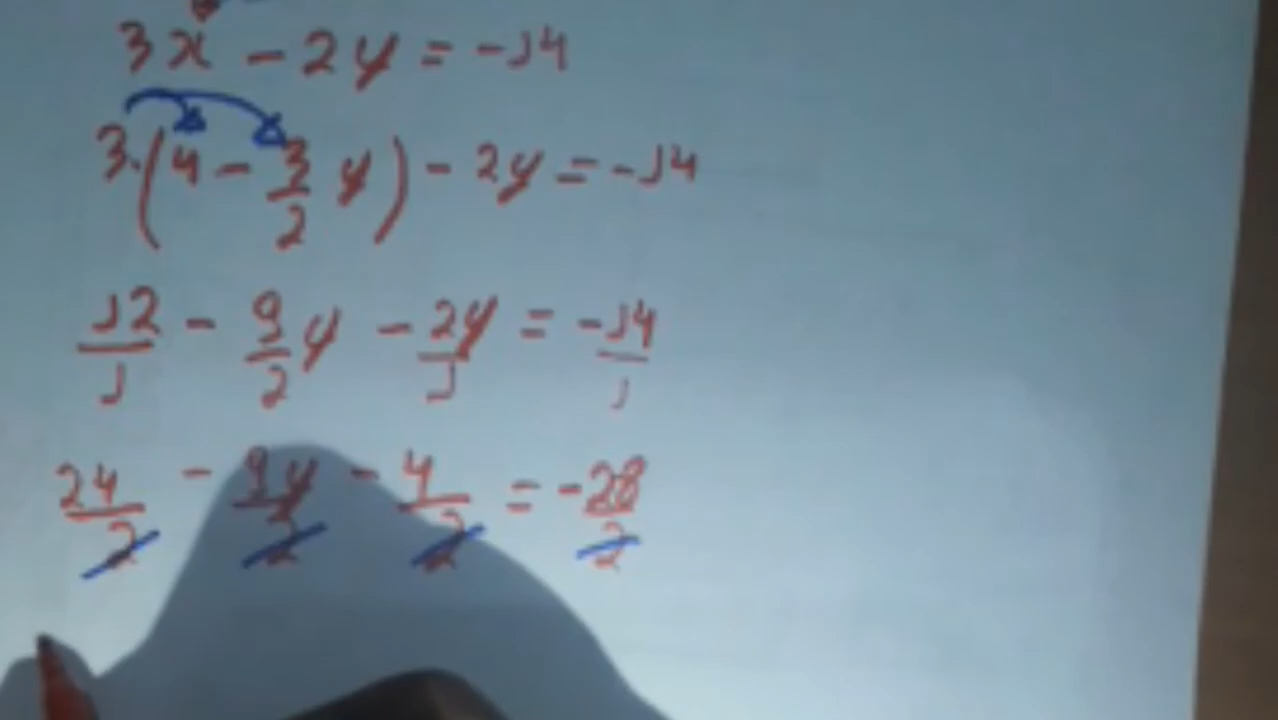 3x - 2y = -14
3·(4 - 3/2 y) - 2y = -14
12/1 - 9/2 y - 2y/1 = -14/1
24/2 - 9y/2 - 4/2 = -28/2